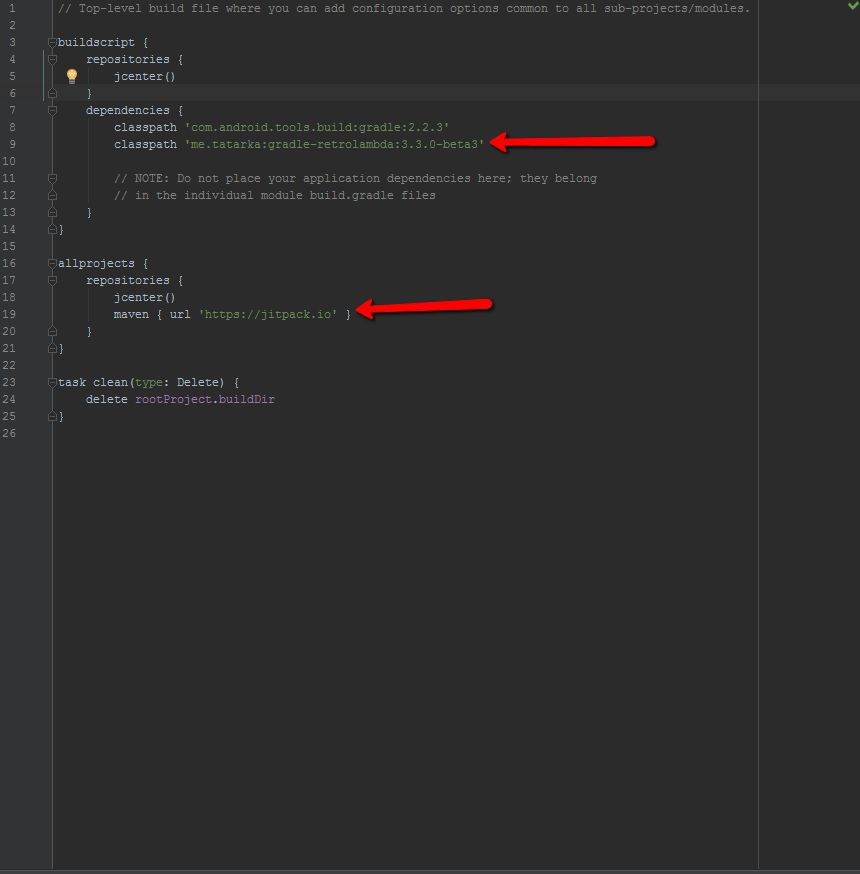 1 // Top-level build file where you can add configuration options common to all sub-projects/modules.
2
3 buildscript {
4     repositories {
5         jcenter()
6     }
7     dependencies {
8         classpath 'com.android.tools.build:gradle:2.2.3'
9         classpath 'me.tatarka:gradle-retrolambda:3.3.0-beta3'
10
11         // NOTE: Do not place your application dependencies here; they belong
12         // in the individual module build.gradle files
13     }
14 }
15
16 allprojects {
17     repositories {
18         jcenter()
19         maven { url 'https://jitpack.io' }
20     }
21 }
22
23 task clean(type: Delete) {
24     delete rootProject.buildDir
25 }
26